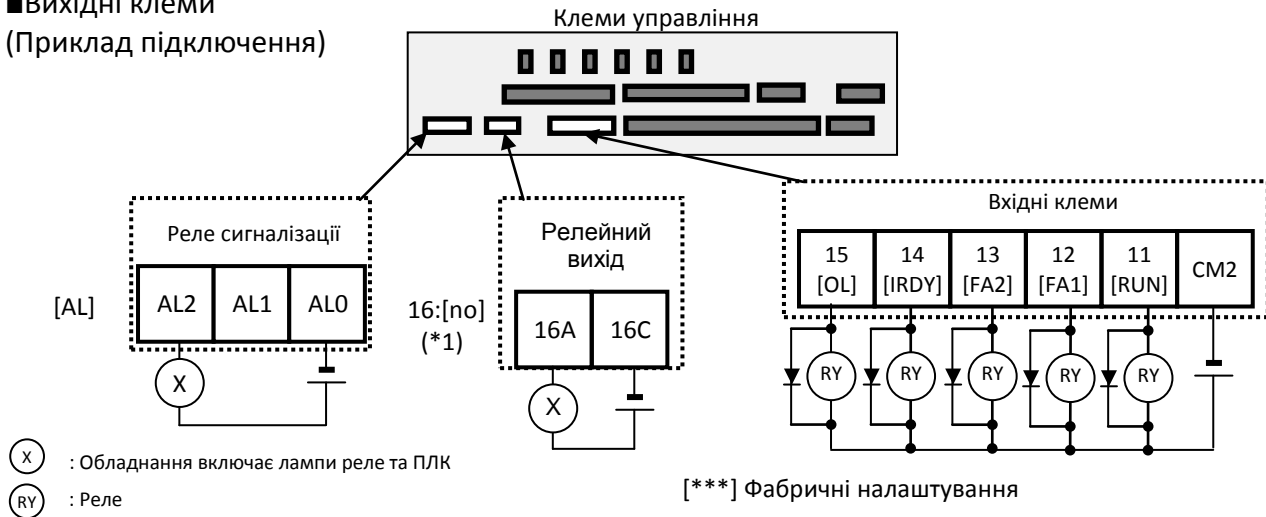 ■Вихідні клеми
(Приклад підключення)
Клеми управління
Реле сигналізації
[AL]
AL2 AL1 AL0
X
Релейний
вихід
16:[no]
(*1)
16A 16C
X
Вхідні клеми
15 14 13 12 11
[OL] [IRDY] [FA2] [FA1] [RUN] CM2
RY RY RY RY RY
X : Обладнання включає лампи реле та ПЛК
RY : Реле
[***] Фабричні налаштування